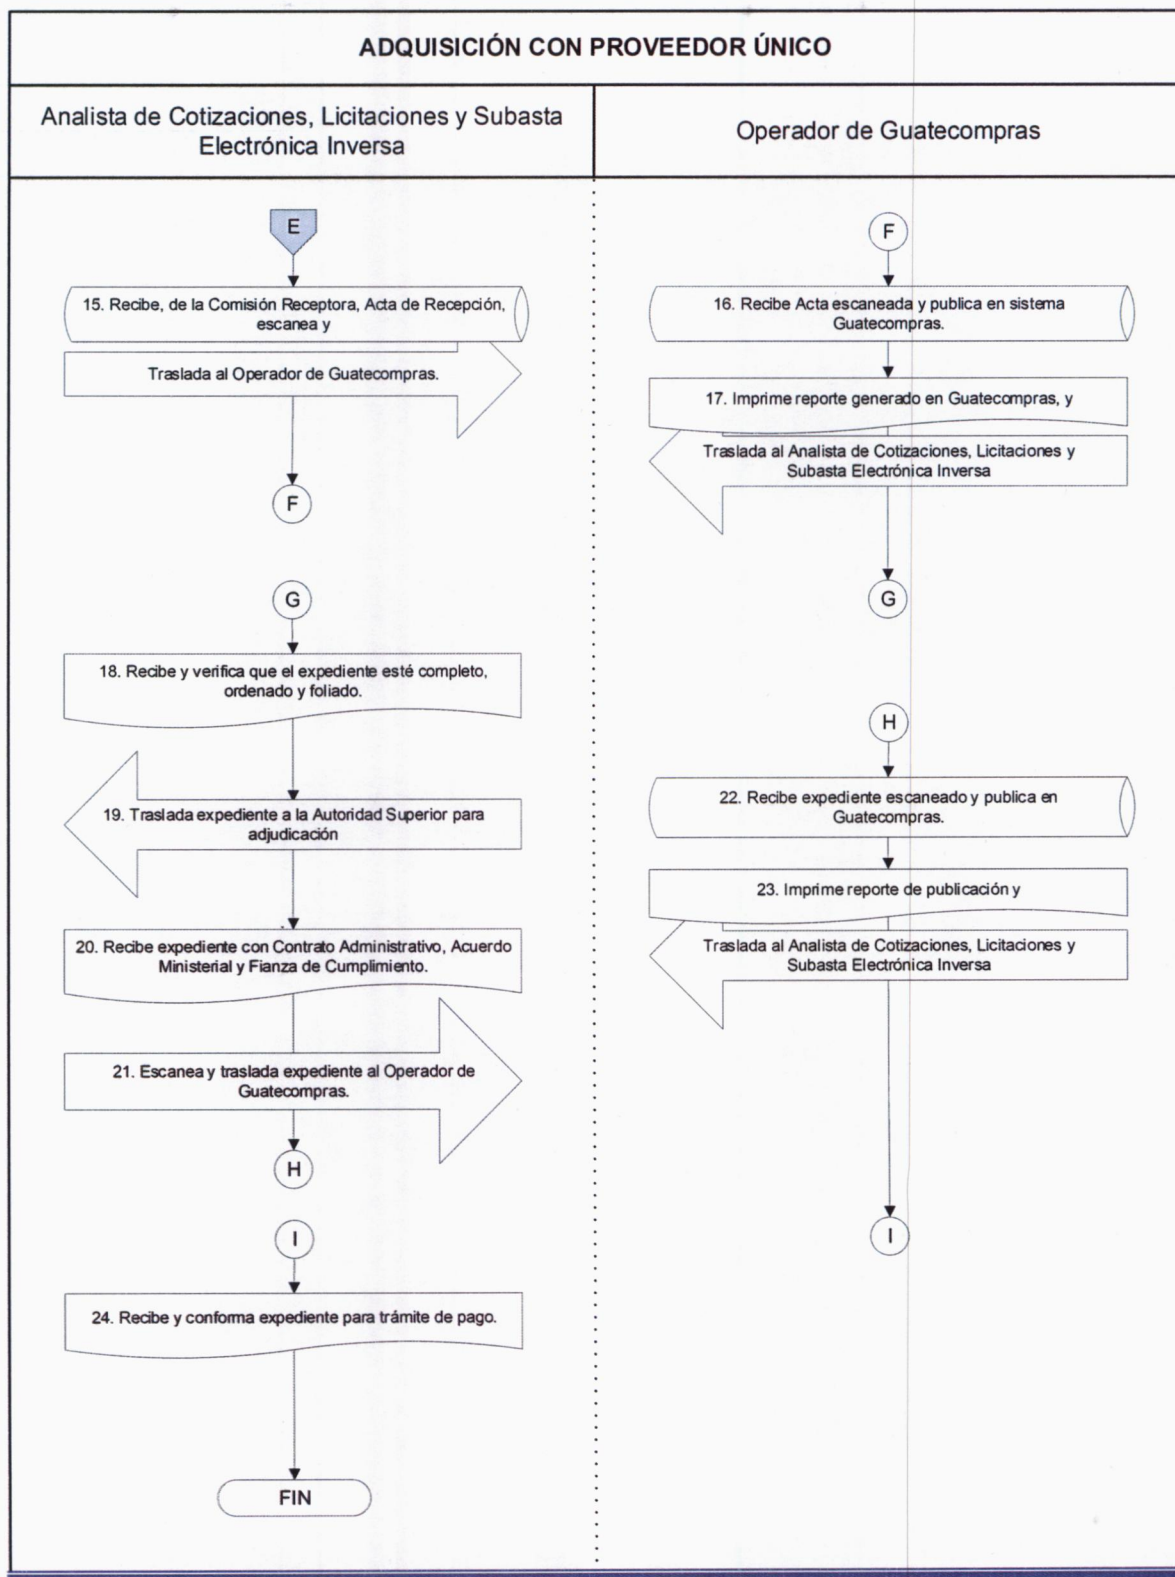 ADQUISICIÓN CON PROVEEDOR ÚNICO
Analista de Cotizaciones, Licitaciones y Subasta
Electrónica Inversa
Operador de Guatecompras
E
15. Recibe, de la Comisión Receptora, Acta de Recepción,
escanea y
Traslada al Operador de Guatecompras.
F
F
16. Recibe Acta escaneada y publica en sistema
Guatecompras.
17. Imprime reporte generado en Guatecompras, y
Traslada al Analista de Cotizaciones, Licitaciones y
Subasta Electrónica Inversa
G
G
18. Recibe y verifica que el expediente esté completo,
ordenado y foliado.
19. Traslada expediente a la Autoridad Superior para
adjudicación
20. Recibe expediente con Contrato Administrativo, Acuerdo
Ministerial y Fianza de Cumplimiento.
21. Escanea y traslada expediente al Operador de
Guatecompras.
H
H
22. Recibe expediente escaneado y publica en
Guatecompras.
23. Imprime reporte de publicación y
Traslada al Analista de Cotizaciones, Licitaciones y
Subasta Electrónica Inversa
I
I
24. Recibe y conforma expediente para trámite de pago.
FIN